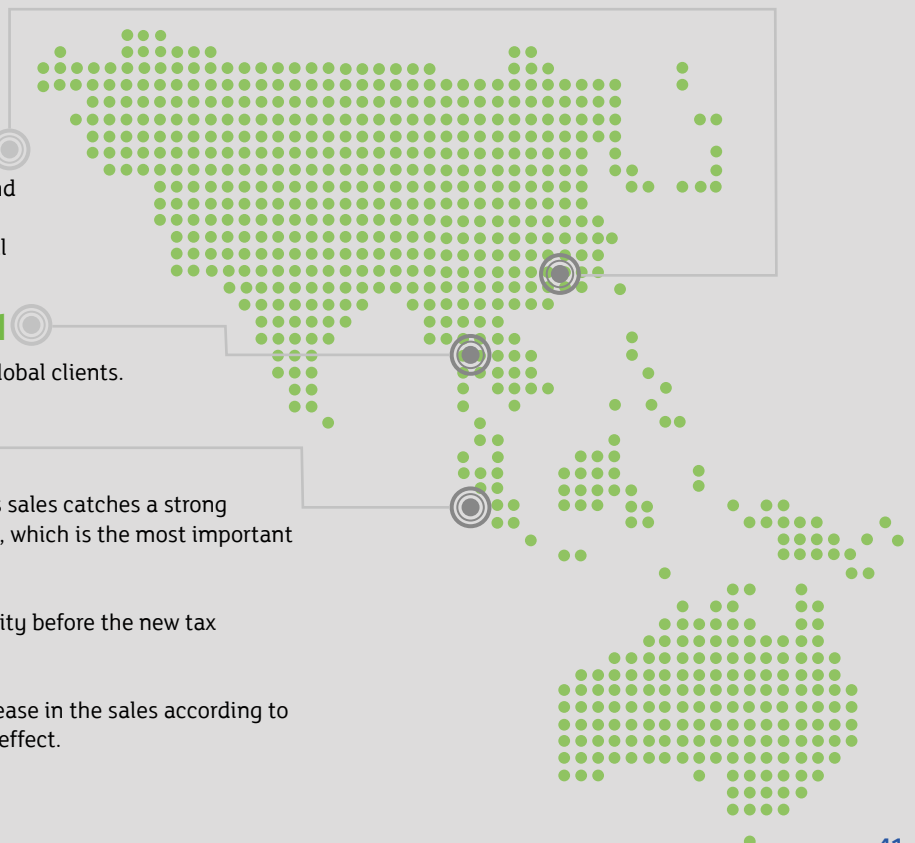 nd
l
lobal clients.
s sales catches a strong
, which is the most important
ity before the new tax
ease in the sales according to
effect.